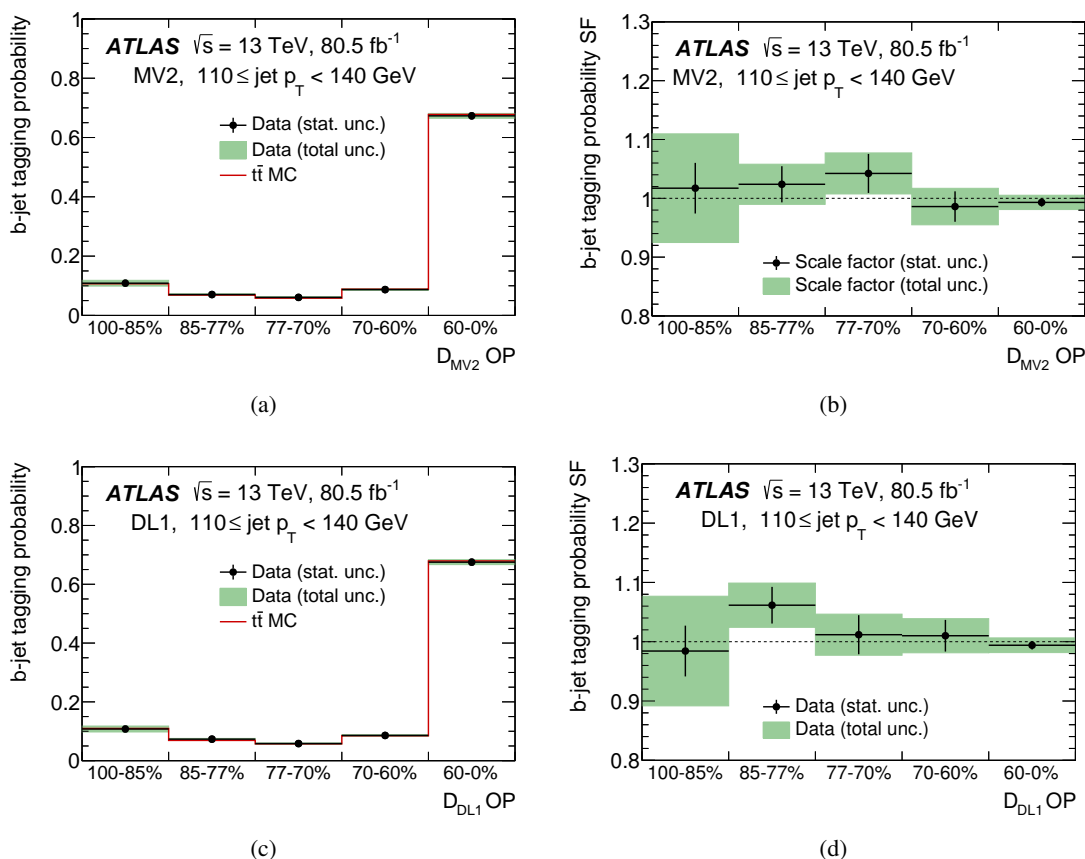 b-jet tagging probability
1
0.8
0.6
0.4
0.2
0
ATLAS √s = 13 TeV, 80.5 fb⁻¹
MV2, 110 ≤ jet p_T < 140 GeV
Data (stat. unc.)
Data (total unc.)
tt̄ MC
100-85% 85-77% 77-70% 70-60% 60-0%
D_MV2 OP
(a)
b-jet tagging probability SF
1.3
1.2
1.1
1
0.9
0.8
ATLAS √s = 13 TeV, 80.5 fb⁻¹
MV2, 110 ≤ jet p_T < 140 GeV
Scale factor (stat. unc.)
Scale factor (total unc.)
100-85% 85-77% 77-70% 70-60% 60-0%
D_MV2 OP
(b)
b-jet tagging probability
1
0.8
0.6
0.4
0.2
0
ATLAS √s = 13 TeV, 80.5 fb⁻¹
DL1, 110 ≤ jet p_T < 140 GeV
Data (stat. unc.)
Data (total unc.)
tt̄ MC
100-85% 85-77% 77-70% 70-60% 60-0%
D_DL1 OP
(c)
b-jet tagging probability SF
1.3
1.2
1.1
1
0.9
0.8
ATLAS √s = 13 TeV, 80.5 fb⁻¹
DL1, 110 ≤ jet p_T < 140 GeV
Data (stat. unc.)
Data (total unc.)
100-85% 85-77% 77-70% 70-60% 60-0%
D_DL1 OP
(d)